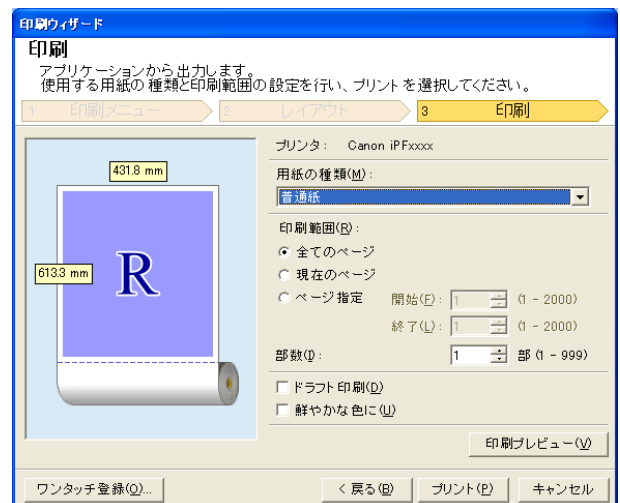 印刷ウィザード
印刷
アプリケーションから出力します。
使用する用紙の種類と印刷範囲の設定を行い、プリントを選択してください。
1 印刷メニュー 2 レイアウト 3 印刷
プリンタ： Canon iPFxxxx
用紙の種類(M)：
普通紙
431.8 mm
613.3 mm
R
印刷範囲(R)：
全てのページ
現在のページ
ページ指定 開始(F)： 1 (1 - 2000)
終了(L)： 1 (1 - 2000)
部数(I)： 1 部 (1 - 999)
ドラフト印刷(D)
鮮やかな色に(U)
印刷プレビュー(V)
ワンタッチ登録(O)... < 戻る(B) プリント(P) キャンセル